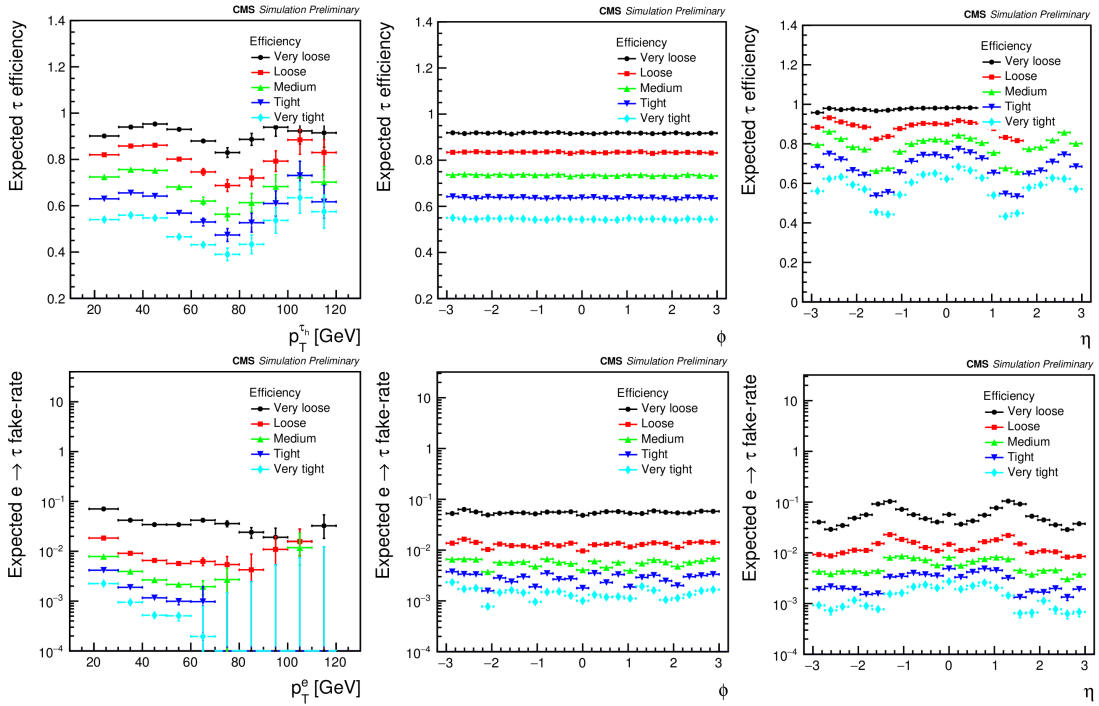 CMS Simulation Preliminary
Expected τ efficiency
1.4
1.2
1
0.8
0.6
0.4
0.2
Efficiency
Very loose
Loose
Medium
Tight
Very tight
20 40 60 80 100 120
p_T^{τ_h} [GeV]
CMS Simulation Preliminary
Expected τ efficiency
1.4
1.2
1
0.8
0.6
0.4
0.2
Efficiency
Very loose
Loose
Medium
Tight
Very tight
−3 −2 −1 0 1 2 3
ϕ
CMS Simulation Preliminary
Expected τ efficiency
1.4
1.2
1
0.8
0.6
0.4
0.2
0
Efficiency
Very loose
Loose
Medium
Tight
Very tight
−3 −2 −1 0 1 2 3
η
CMS Simulation Preliminary
Expected e → τ fake-rate
10
1
10⁻¹
10⁻²
10⁻³
10⁻⁴
Efficiency
Very loose
Loose
Medium
Tight
Very tight
20 40 60 80 100 120
p_T^e [GeV]
CMS Simulation Preliminary
Expected e → τ fake-rate
10
1
10⁻¹
10⁻²
10⁻³
10⁻⁴
Efficiency
Very loose
Loose
Medium
Tight
Very tight
−3 −2 −1 0 1 2 3
ϕ
CMS Simulation Preliminary
Expected e → τ fake-rate
10
1
10⁻¹
10⁻²
10⁻³
10⁻⁴
Efficiency
Very loose
Loose
Medium
Tight
Very tight
−3 −2 −1 0 1 2 3
η